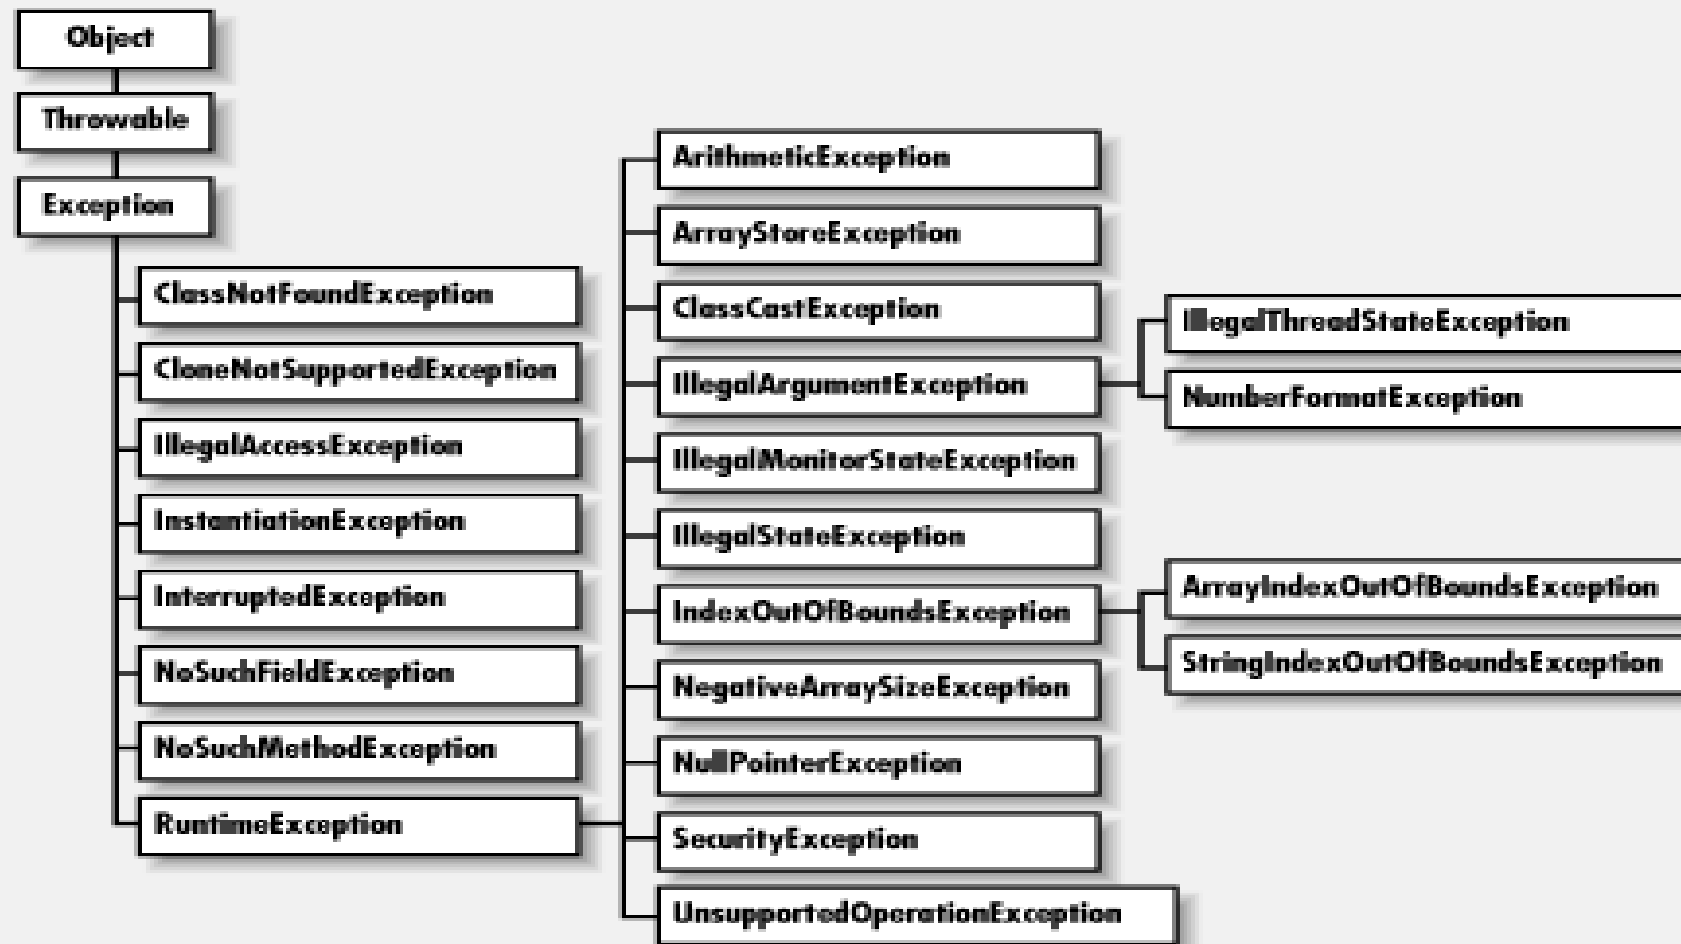 Object
Throwable
Exception
ClassNotFoundException
CloneNotSupportedException
IllegalAccessException
InstantiationException
InterruptedException
NoSuchFieldException
NoSuchMethodException
RuntimeException
ArithmeticException
ArrayStoreException
ClassCastException
IllegalArgumentException
IllegalMonitorStateException
IllegalStateException
IndexOutOfBoundsException
NegativeArraySizeException
NullPointerException
SecurityException
UnsupportedOperationException
IllegalThreadStateException
NumberFormatException
ArrayIndexOutOfBoundsException
StringIndexOutOfBoundsException